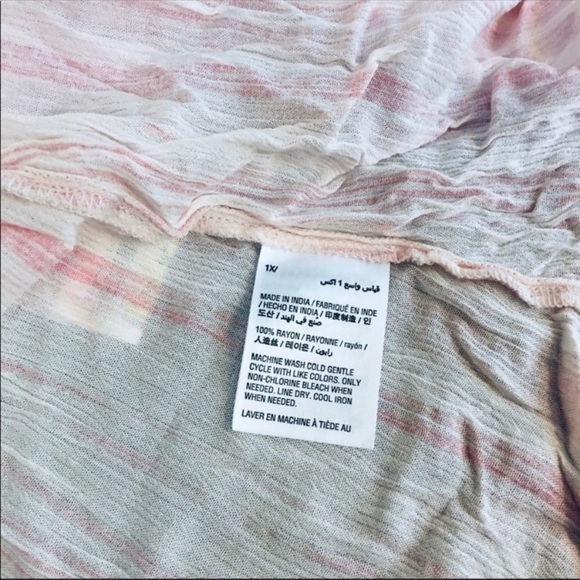 1X/
قياس واسع 1 اكس
MADE IN INDIA / FABRIQUÉ EN INDE
/ HECHO EN INDIA / 印度製造 / 인
도산 / صنع في الهند
100% RAYON / RAYONNE / rayón /
人造丝 / 레이온 / رايون
MACHINE WASH COLD GENTLE
CYCLE WITH LIKE COLORS. ONLY
NON-CHLORINE BLEACH WHEN
NEEDED. LINE DRY. COOL IRON
WHEN NEEDED.
LAVER EN MACHINE À TIÈDE AU